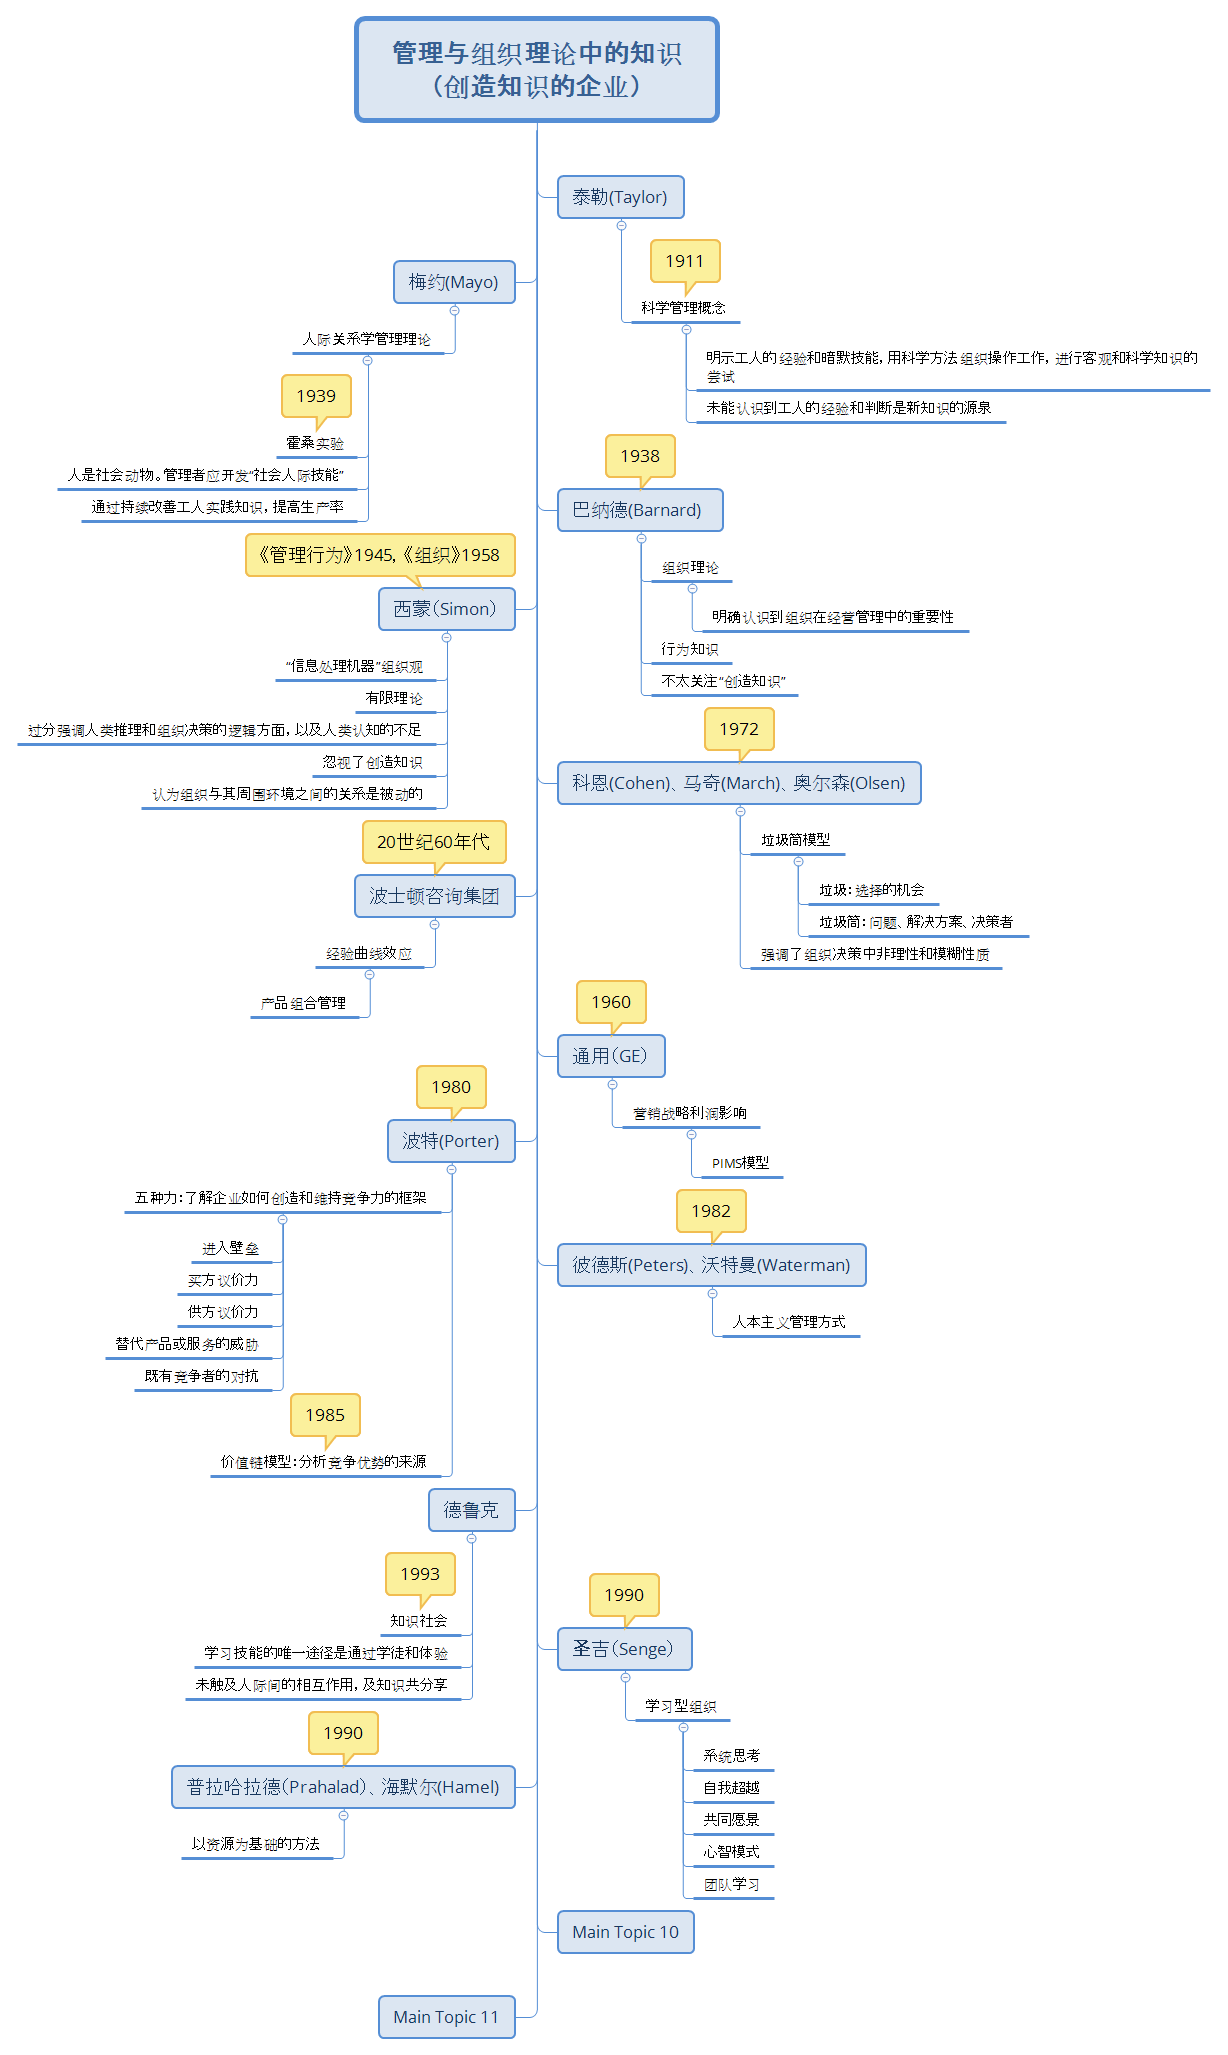 管理与组织理论中的知识
（创造知识的企业）
泰勒(Taylor)
1911
科学管理概念
明示工人的经验和暗默技能，用科学方法组织操作工作，进行客观和科学知识的
尝试
未能认识到工人的经验和判断是新知识的源泉
梅约(Mayo)
人际关系学管理理论
1939
霍桑实验
人是社会动物。管理者应开发“社会人际技能”
通过持续改善工人实践知识，提高生产率
1938
巴纳德(Barnard)
组织理论
明确认识到组织在经营管理中的重要性
行为知识
不太关注“创造知识”
《管理行为》1945，《组织》1958
西蒙（Simon）
“信息处理机器”组织观
有限理论
过分强调人类推理和组织决策的逻辑方面，以及人类认知的不足
忽视了创造知识
认为组织与其周围环境之间的关系是被动的
1972
科恩(Cohen)、马奇(March)、奥尔森(Olsen)
垃圾筒模型
垃圾：选择的机会
垃圾筒：问题、解决方案、决策者
强调了组织决策中非理性和模糊性质
20世纪60年代
波士顿咨询集团
经验曲线效应
产品组合管理
1960
通用（GE）
营销战略利润影响
PIMS模型
1980
波特(Porter)
五种力：了解企业如何创造和维持竞争力的框架
进入壁垒
买方议价力
供方议价力
替代产品或服务的威胁
既有竞争者的对抗
1985
价值链模型：分析竞争优势的来源
1982
彼德斯(Peters)、沃特曼(Waterman)
人本主义管理方式
德鲁克
1993
知识社会
学习技能的唯一途径是通过学徒和体验
未触及人际间的相互作用，及知识共分享
1990
圣吉（Senge）
学习型组织
系统思考
自我超越
共同愿景
心智模式
团队学习
1990
普拉哈拉德（Prahalad）、海默尔(Hamel)
以资源为基础的方法
Main Topic 10
Main Topic 11